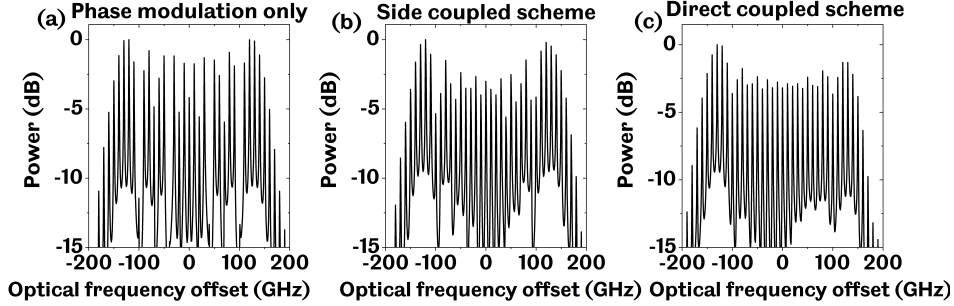 (a) Phase modulation only
0
-5
-10
-15
-200 -100 0 100 200
Power (dB)
Optical frequency offset (GHz)
(b) Side coupled scheme
0
-5
-10
-15
-200 -100 0 100 200
Power (dB)
Optical frequency offset (GHz)
(c) Direct coupled scheme
0
-5
-10
-15
-200 -100 0 100 200
Power (dB)
Optical frequency offset (GHz)